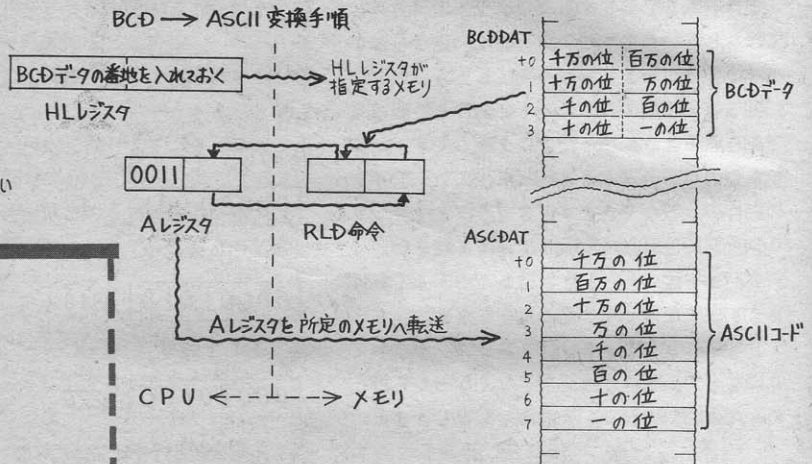 BCD → ASCII 変換手順
BCDデータの番地を入れておく
HLレジスタ
HLレジスタが
指定するメモリ
0011
Aレジスタ
RLD命令
Aレジスタを所定のメモリへ転送
CPU ←---→ メモリ
い
BCDDAT
+0 千万の位 百万の位
1 十万の位 万の位
2 千の位 百の位
3 十の位 一の位
BCDデータ
ASCDAT
+0 千万の位
1 百万の位
2 十万の位
3 万の位
4 千の位
5 百の位
6 十の位
7 一の位
ASCIIコード